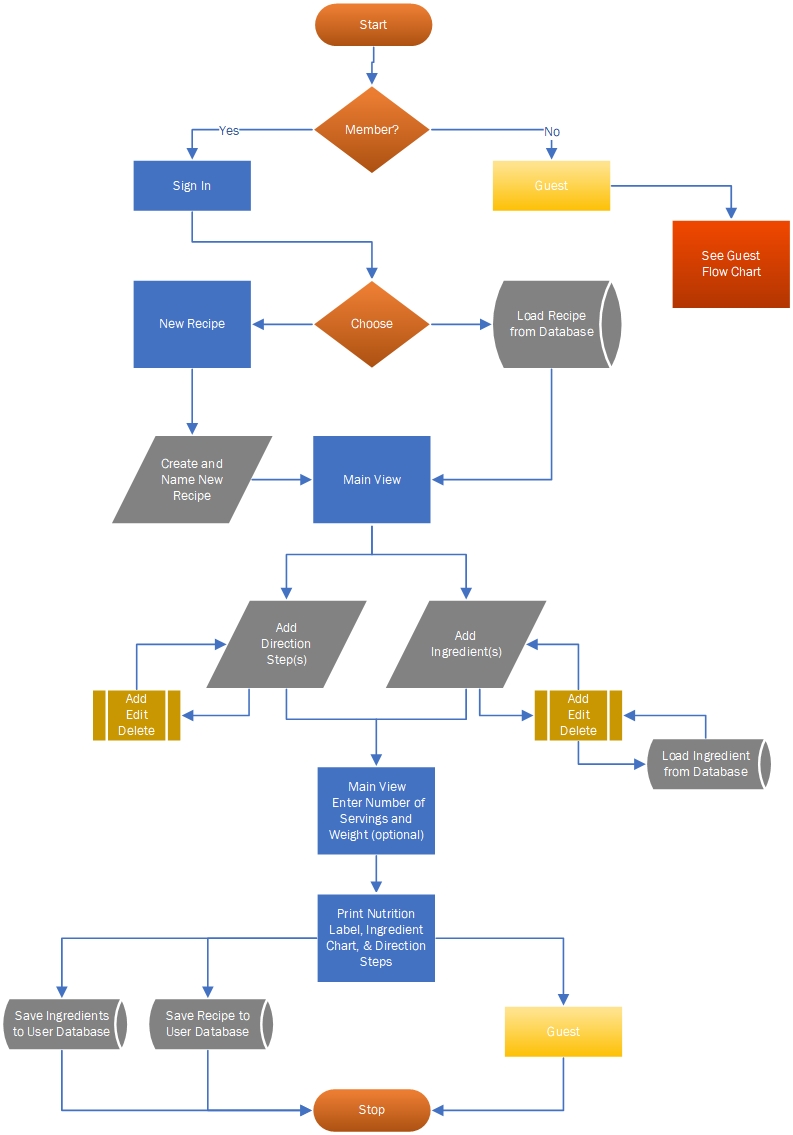 Start
Member?
Yes
No
Sign In
Guest
See Guest
Flow Chart
New Recipe
Choose
Load Recipe
from Database
Create and
Name New
Recipe
Main View
Add
Direction
Step(s)
Add
Ingredient(s)
Add
Edit
Delete
Add
Edit
Delete
Load Ingredient
from Database
Main View
Enter Number of
Servings and
Weight (optional)
Print Nutrition
Label, Ingredient
Chart, & Direction
Steps
Save Ingredients
to User Database
Save Recipe to
User Database
Guest
Stop